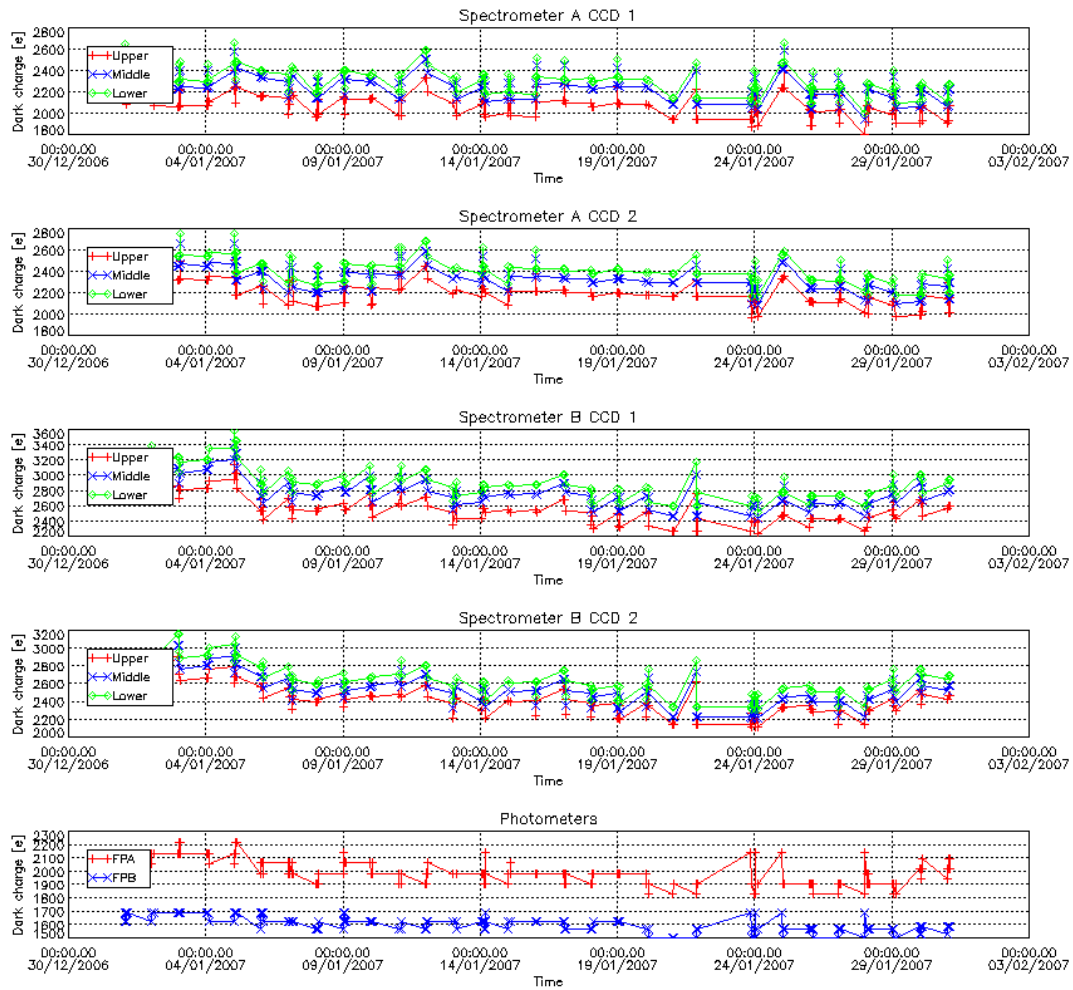 Spectrometer A CCD 1
Dark charge [e]
2800
2600
2400
2200
2000
1800
Upper
Middle
Lower
00:00.00 00:00.00 00:00.00 00:00.00 00:00.00 00:00.00 00:00.00 00:00.00
30/12/2006 04/01/2007 09/01/2007 14/01/2007 19/01/2007 24/01/2007 29/01/2007 03/02/2007
Time
Spectrometer A CCD 2
Dark charge [e]
2800
2600
2400
2200
2000
1800
Upper
Middle
Lower
00:00.00 00:00.00 00:00.00 00:00.00 00:00.00 00:00.00 00:00.00 00:00.00
30/12/2006 04/01/2007 09/01/2007 14/01/2007 19/01/2007 24/01/2007 29/01/2007 03/02/2007
Time
Spectrometer B CCD 1
Dark charge [e]
3600
3400
3200
3000
2800
2600
2400
2200
Upper
Middle
Lower
00:00.00 00:00.00 00:00.00 00:00.00 00:00.00 00:00.00 00:00.00 00:00.00
30/12/2006 04/01/2007 09/01/2007 14/01/2007 19/01/2007 24/01/2007 29/01/2007 03/02/2007
Time
Spectrometer B CCD 2
Dark charge [e]
3200
3000
2800
2600
2400
2200
2000
Upper
Middle
Lower
00:00.00 00:00.00 00:00.00 00:00.00 00:00.00 00:00.00 00:00.00 00:00.00
30/12/2006 04/01/2007 09/01/2007 14/01/2007 19/01/2007 24/01/2007 29/01/2007 03/02/2007
Time
Photometers
Dark charge [e]
2300
2200
2100
2000
1900
1800
1700
1600
1500
FPA
FPB
00:00.00 00:00.00 00:00.00 00:00.00 00:00.00 00:00.00 00:00.00 00:00.00
30/12/2006 04/01/2007 09/01/2007 14/01/2007 19/01/2007 24/01/2007 29/01/2007 03/02/2007
Time